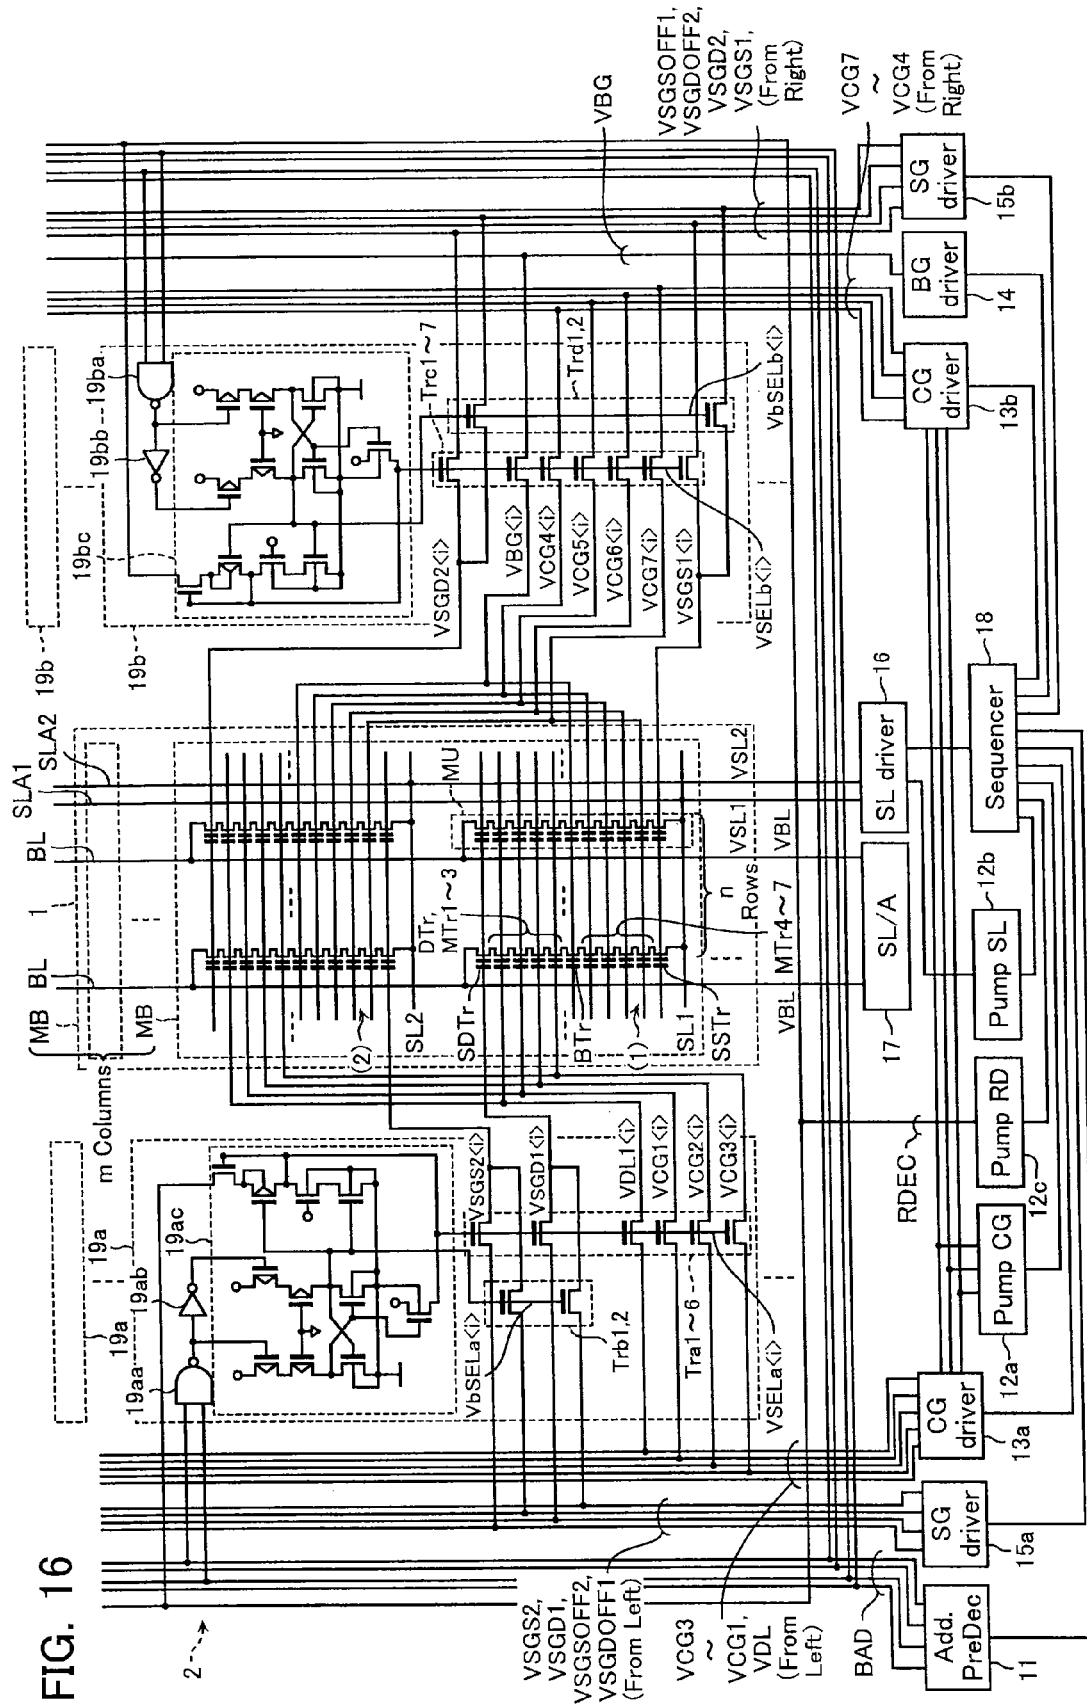 FIG. 16
2
19a
19a
19aa
19ab
19ac
m Columns
MB
MB
BL
1
BL
SLA1
SLA2
19b
19b
19bc
19bb
19ba
Trc1~7
Trd1,2
VbSELb<i>
VSELb<i>
VSGD2<i>
VBG<i>
VCG4<i>
VCG5<i>
VCG6<i>
VCG7<i>
VSGS1<i>
VBG
VSGSOFF1,
VSGDOFF2,
VSGD2,
VSGS1,
(From
Right)
VCG7
~
VCG4
(From
Right)
VSGS2<i>
VSGD1<i>
VDL1<i>
VCG1<i>
VCG2<i>
VCG3<i>
VbSELa<i>
Trb1,2
Tra1~6
VSELa<i>
(2)
SL2
SDTr
DTr,
MTr1~3
MU
BTr
(1)
SL1
SSTr
MTr4~7
n
Rows
VBL
VBL
VSL1
VSL2
VSGS2,
VSGD1,
VSGSOFF2,
VSGDOFF1
(From Left)
VCG3
~
VCG1,
VDL
(From
Left)
BAD
RDEC
Add.
PreDec
11
SG
driver
15a
CG
driver
13a
Pump CG
12a
Pump RD
12c
SL/A
17
Pump SL
12b
SL driver
16
Sequencer
18
CG
driver
13b
BG
driver
14
SG
driver
15b